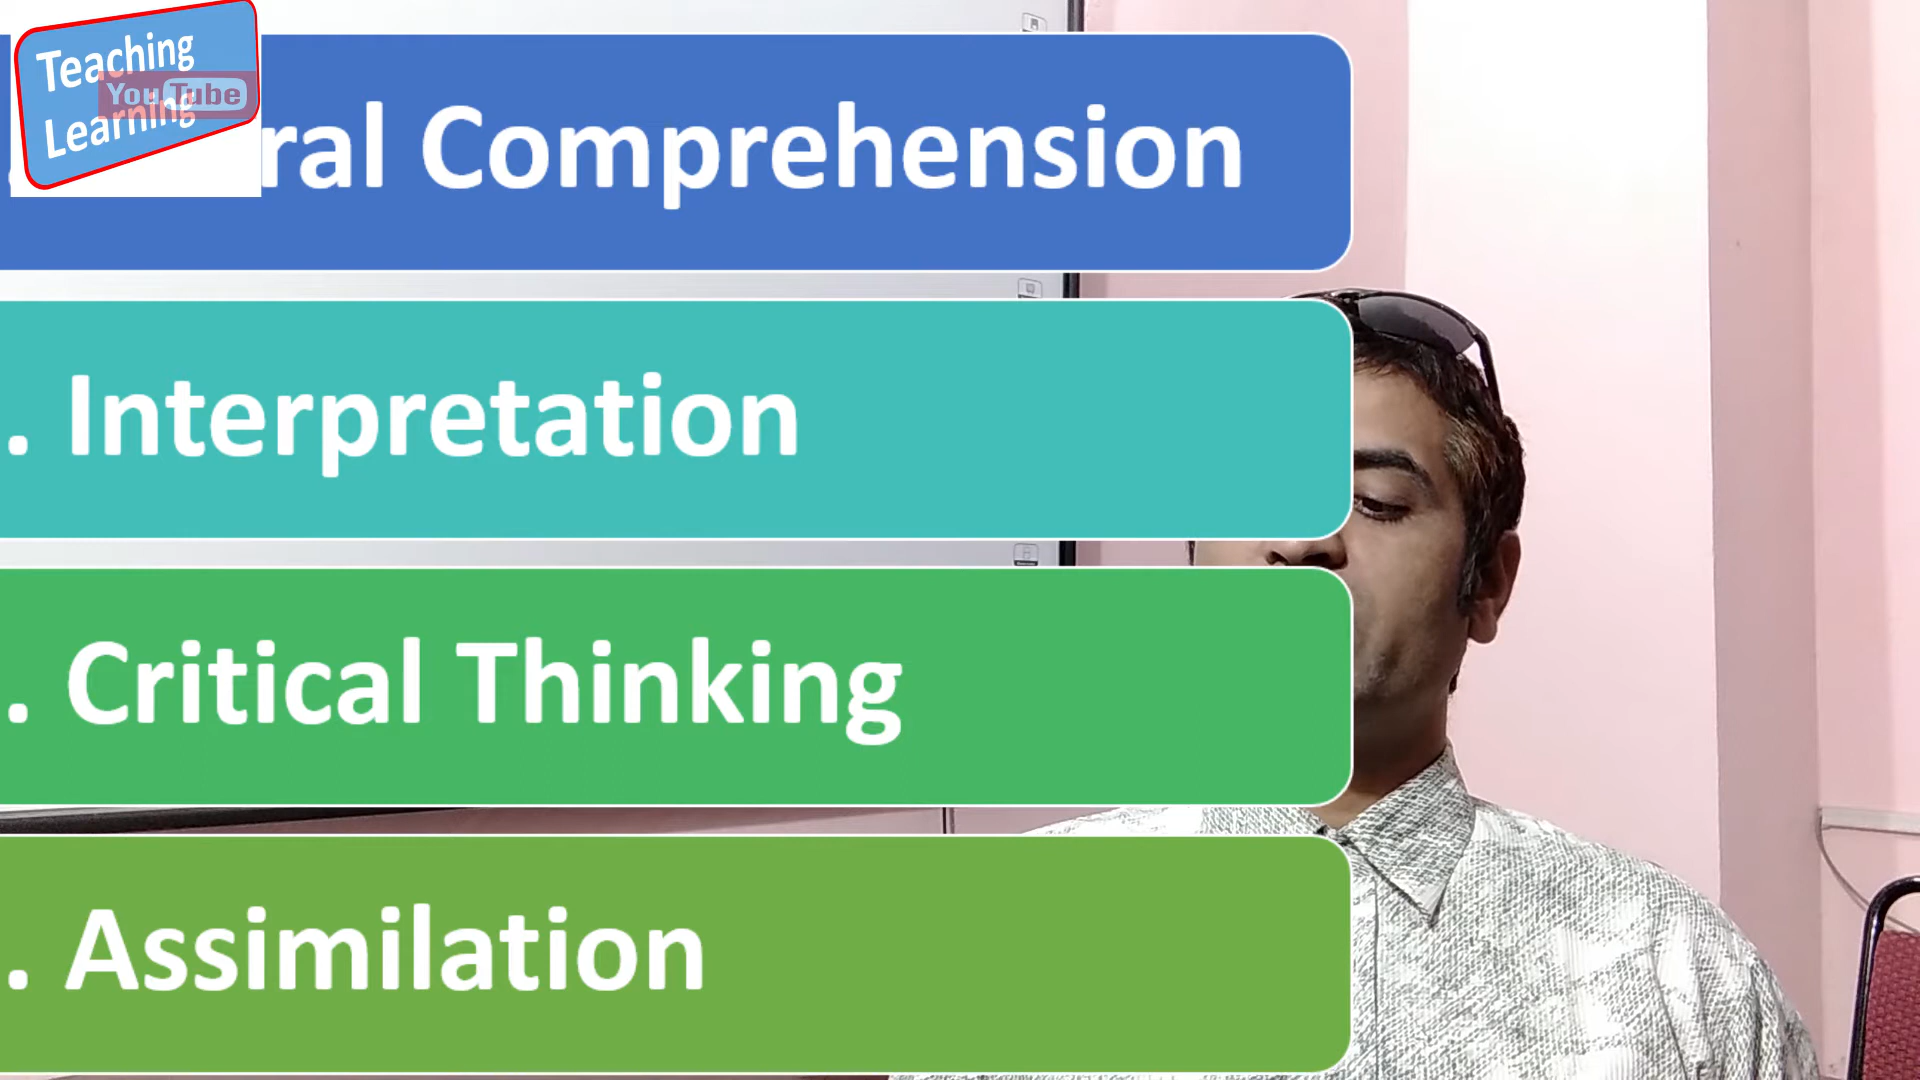 Teaching
YouTube
Learning
ral Comprehension
. Interpretation
. Critical Thinking
. Assimilation